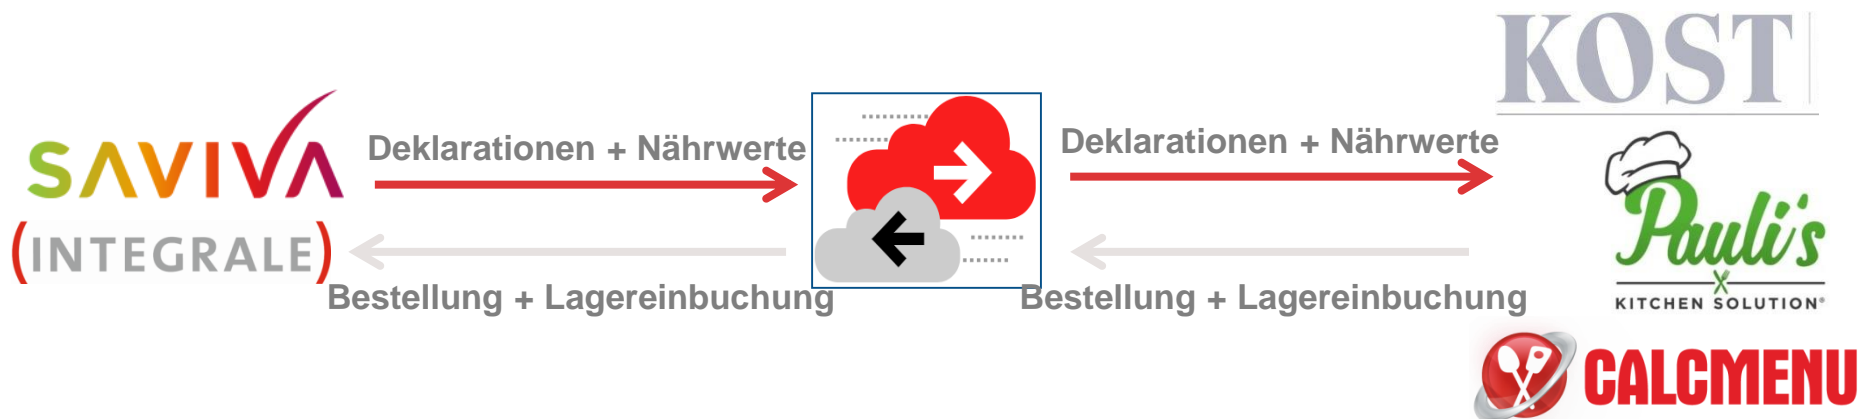 SAVIVA
(INTEGRALE)
Deklarationen + Nährwerte
Bestellung + Lagereinbuchung
Deklarationen + Nährwerte
Bestellung + Lagereinbuchung
KOST
Pauli's
KITCHEN SOLUTION®
CALCMENU